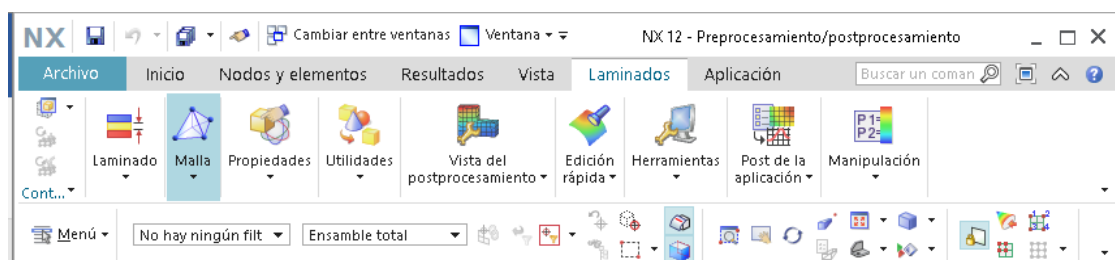 NX Cambiar entre ventanas Ventana NX 12 - Preprocesamiento/postprocesamiento
Archivo Inicio Nodos y elementos Resultados Vista Laminados Aplicación Buscar un coman
Laminado Malla Propiedades Utilidades Vista del postprocesamiento Edición rápida Herramientas Post de la aplicación Manipulación
P1=
P2=
Cont...
Menú No hay ningún filt Ensamble total